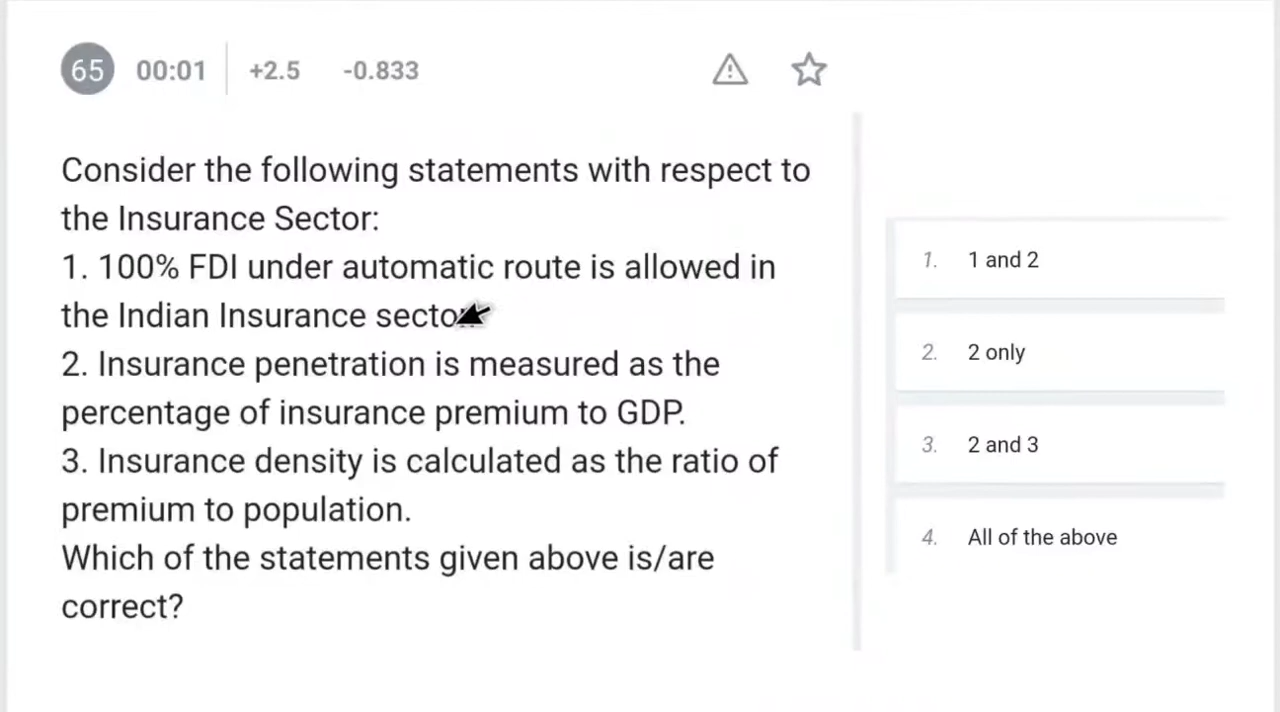 65 00:01 +2.5 -0.833
Consider the following statements with respect to
the Insurance Sector:
1. 100% FDI under automatic route is allowed in
the Indian Insurance sector.
2. Insurance penetration is measured as the
percentage of insurance premium to GDP.
3. Insurance density is calculated as the ratio of
premium to population.
Which of the statements given above is/are
correct?
1. 1 and 2
2. 2 only
3. 2 and 3
4. All of the above